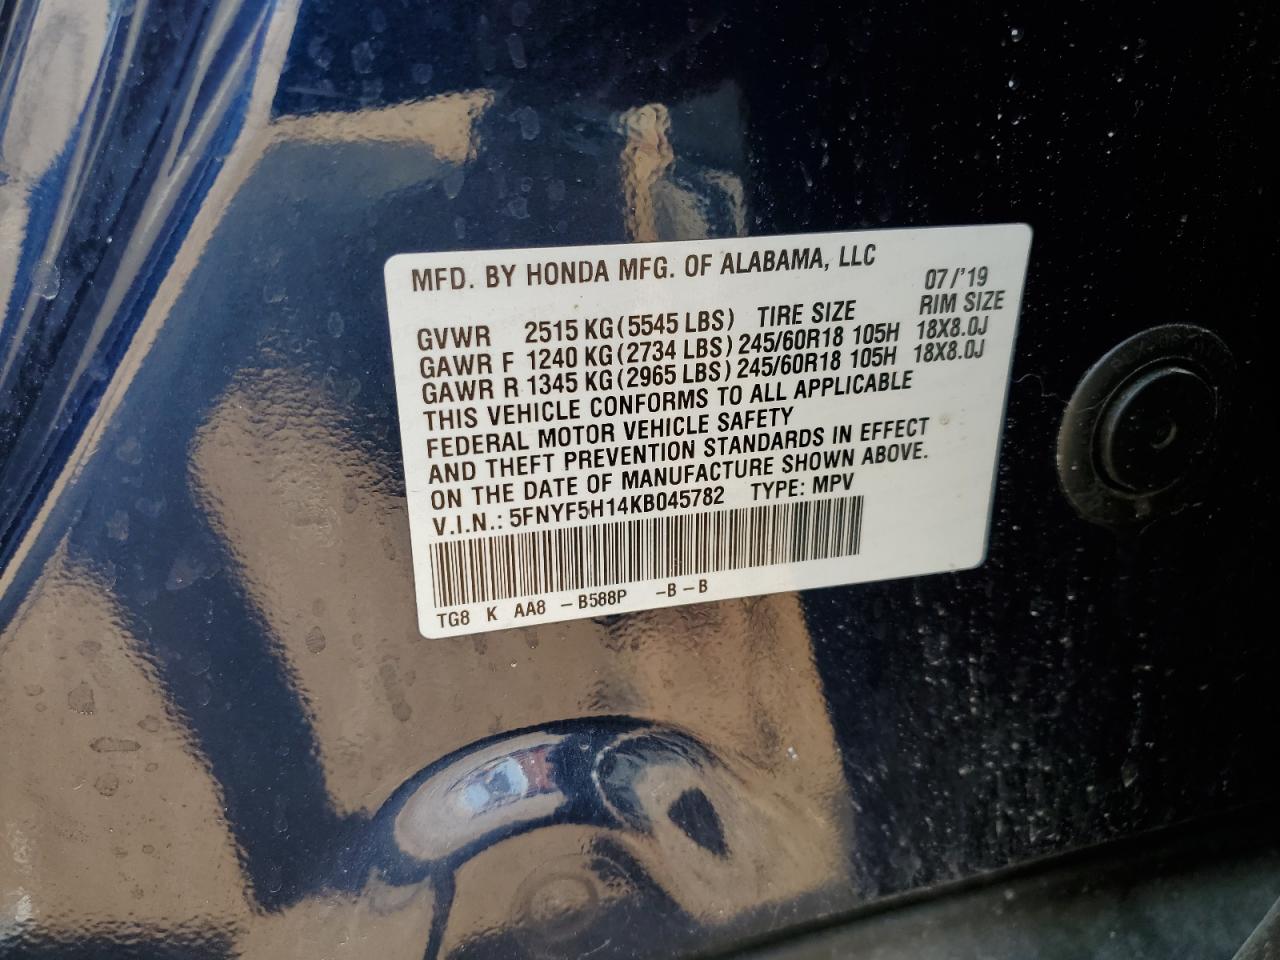 MFD. BY HONDA MFG. OF ALABAMA, LLC
07/'19
GVWR 2515 KG(5545 LBS) TIRE SIZE RIM SIZE
GAWR F 1240 KG(2734 LBS) 245/60R18 105H 18X8.0J
GAWR R 1345 KG(2965 LBS) 245/60R18 105H 18X8.0J
THIS VEHICLE CONFORMS TO ALL APPLICABLE
FEDERAL MOTOR VEHICLE SAFETY
AND THEFT PREVENTION STANDARDS IN EFFECT
ON THE DATE OF MANUFACTURE SHOWN ABOVE.
V.I.N.: 5FNYF5H14KB045782 TYPE: MPV
TG8 K AA8 -B588P -B-B